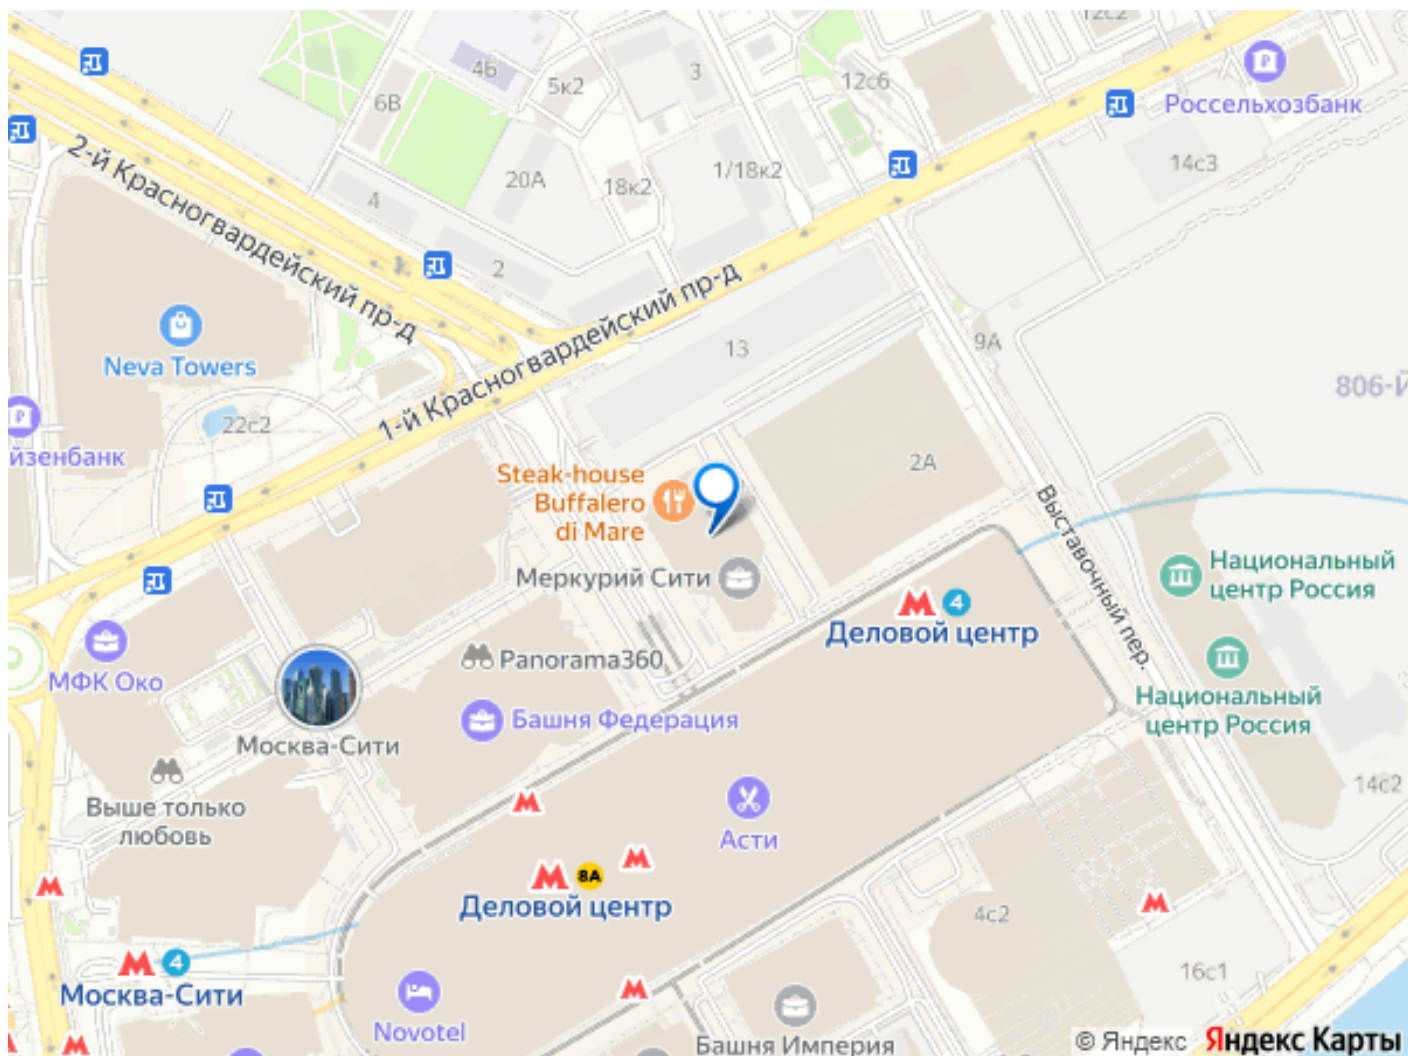 12с2
4Б
3
12с6
5к2
6В
Россельхозбанк
14с3
2-й Красногвардейский пр-д
20А
18к2
1/18к2
4
2
1-й Красногвардейский пр-д
13
9А
Neva Towers
806-Й
22с2
йзенбанк
Steak-house
Buffalero
di Mare
2А
Выставочный пер.
Меркурий Сити
Национальный
центр Россия
4
Деловой центр
Panorama360
МФК Око
Национальный
центр Россия
Башня Федерация
Москва-Сити
14с2
Выше только
любовь
Асти
8А
Деловой центр
4с2
4
Москва-Сити
16с1
Novotel
Башня Империя
© Яндекс Яндекс Карты